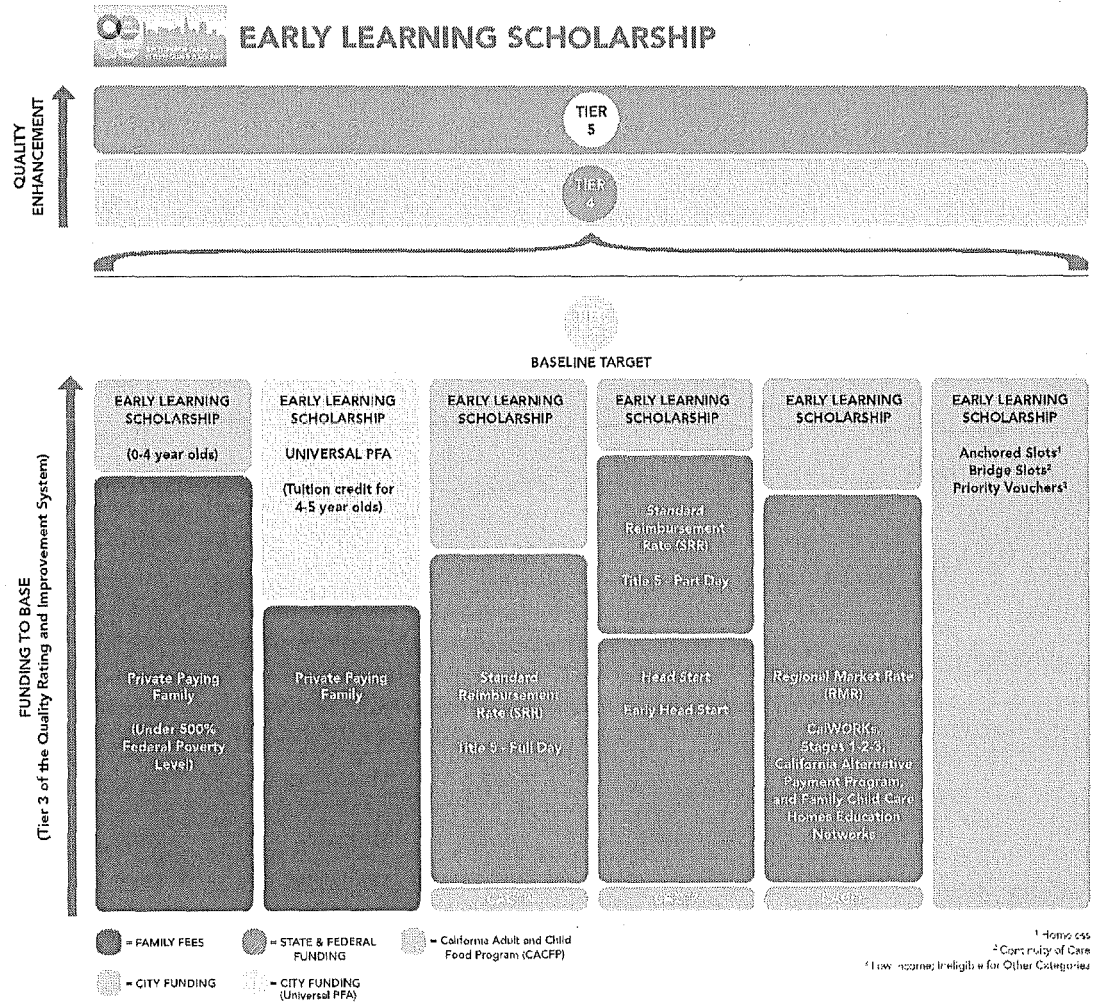 EARLY LEARNING SCHOLARSHIP
QUALITY
ENHANCEMENT
TIER
5
TIER
4
BASELINE TARGET
FUNDING TO BASE
(Tier 3 of the Quality Rating and Improvement System)
EARLY LEARNING
SCHOLARSHIP
(0-4 year olds)
Private Paying
Family
(Under 500%
Federal Poverty
Level)
EARLY LEARNING
SCHOLARSHIP
UNIVERSAL PFA
(Tuition credit for
4-5 year olds)
Private Paying
Family
EARLY LEARNING
SCHOLARSHIP
Standard
Reimbursement
Rate (SRR)
Title 5 - Full Day
EARLY LEARNING
SCHOLARSHIP
Standard
Reimbursement
Rate (SRR)
Title 5 - Part Day
Head Start
Early Head Start
EARLY LEARNING
SCHOLARSHIP
Regional Market Rate
(RMR)
CalWORKs
Stages 1-2-3,
California Alternative
Payment Program,
and Family Child Care
Homes Education
Networks
EARLY LEARNING
SCHOLARSHIP
Anchored Slots¹
Bridge Slots²
Priority Vouchers³
= FAMILY FEES
= STATE & FEDERAL
FUNDING
= California Adult and Child
Food Program (CACFP)
= CITY FUNDING
= CITY FUNDING
(Universal PFA)
¹ Homeless
² Continuity of Care
³ Low Income; Ineligible for Other Categories